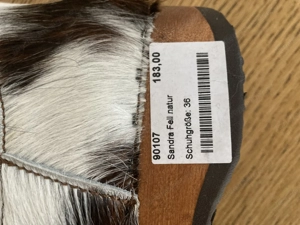 90107 183,00
Sandra Fell natur
Schuhgröße: 36